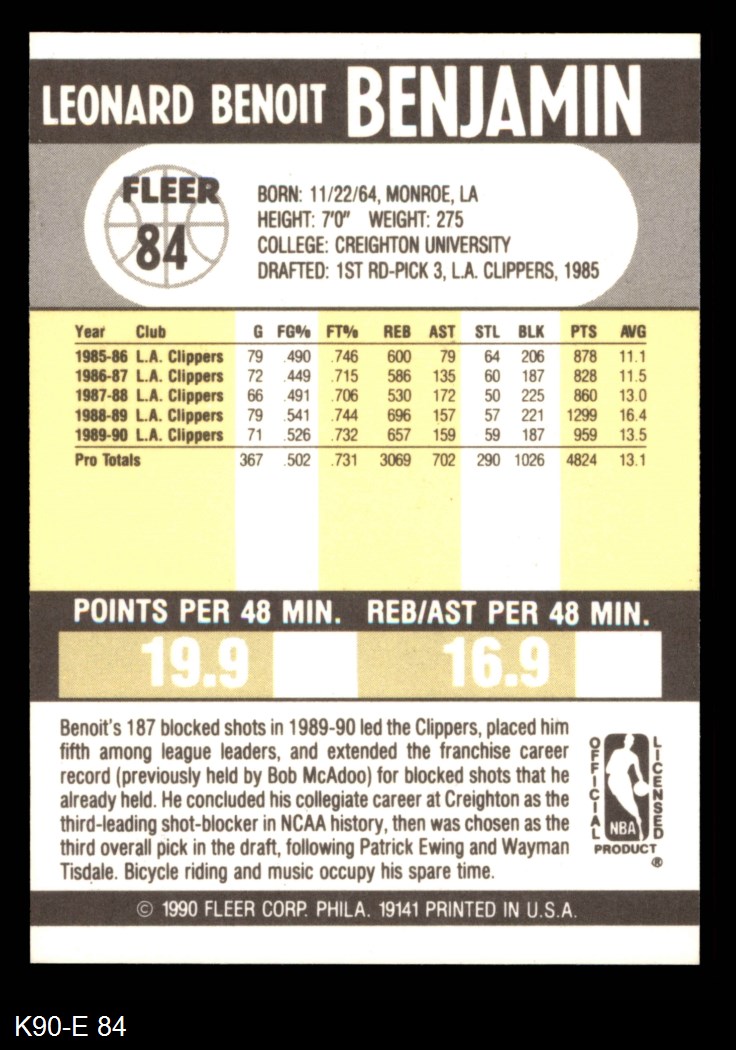 LEONARD BENOIT BENJAMIN
FLEER
84
BORN: 11/22/64, MONROE, LA
HEIGHT: 7'0" WEIGHT: 275
COLLEGE: CREIGHTON UNIVERSITY
DRAFTED: 1ST RD-PICK 3, L.A. CLIPPERS, 1985
Year Club G FG% FT% REB AST STL BLK PTS AVG
1985-86 L.A. Clippers 79 .490 .746 600 79 64 206 878 11.1
1986-87 L.A. Clippers 72 .449 .715 586 135 60 187 828 11.5
1987-88 L.A. Clippers 66 .491 .706 530 172 50 225 860 13.0
1988-89 L.A. Clippers 79 .541 .744 696 157 57 221 1299 16.4
1989-90 L.A. Clippers 71 .526 .732 657 159 59 187 959 13.5
Pro Totals 367 .502 .731 3069 702 290 1026 4824 13.1
POINTS PER 48 MIN. REB/AST PER 48 MIN.
19.9 16.9
Benoit's 187 blocked shots in 1989-90 led the Clippers, placed him
fifth among league leaders, and extended the franchise career
record (previously held by Bob McAdoo) for blocked shots that he
already held. He concluded his collegiate career at Creighton as the
third-leading shot-blocker in NCAA history, then was chosen as the
third overall pick in the draft, following Patrick Ewing and Wayman
Tisdale. Bicycle riding and music occupy his spare time.
OFFICIAL
NBA
LICENSED
PRODUCT
®
© 1990 FLEER CORP. PHILA. 19141 PRINTED IN U.S.A.
K90-E 84